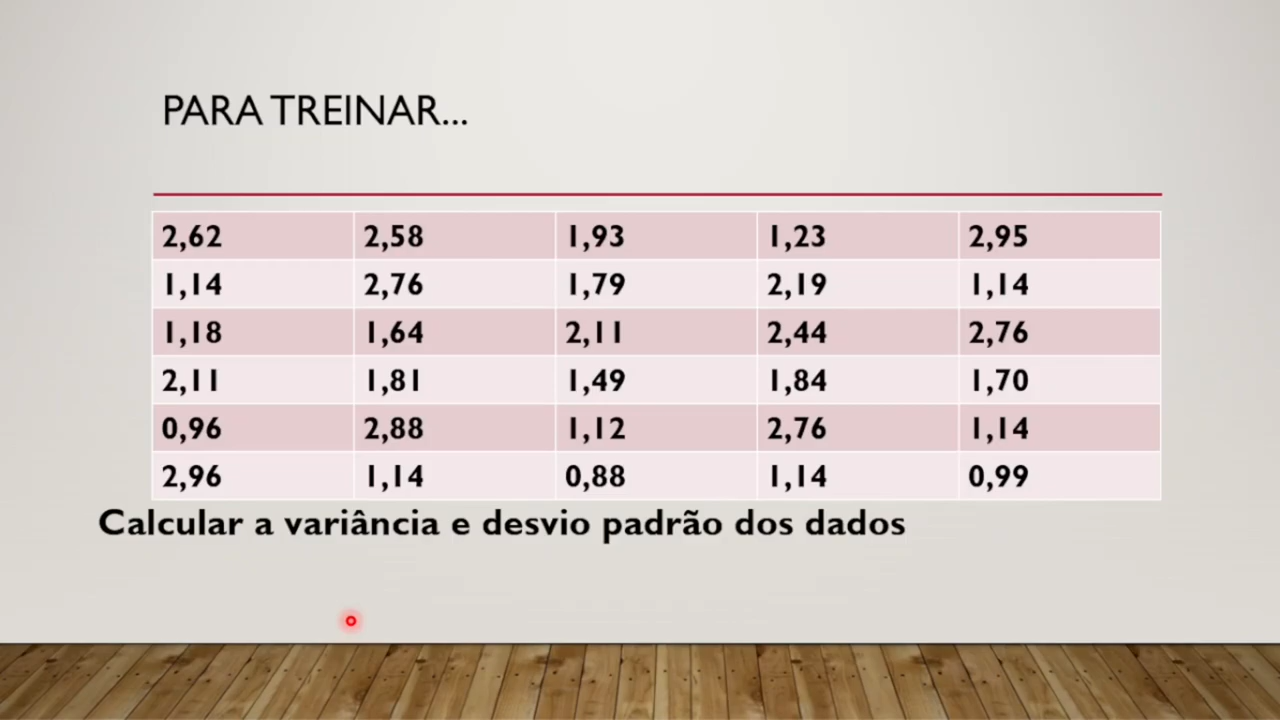 PARA TREINAR...
2,62 2,58 1,93 1,23 2,95
1,14 2,76 1,79 2,19 1,14
1,18 1,64 2,11 2,44 2,76
2,11 1,81 1,49 1,84 1,70
0,96 2,88 1,12 2,76 1,14
2,96 1,14 0,88 1,14 0,99
Calcular a variância e desvio padrão dos dados